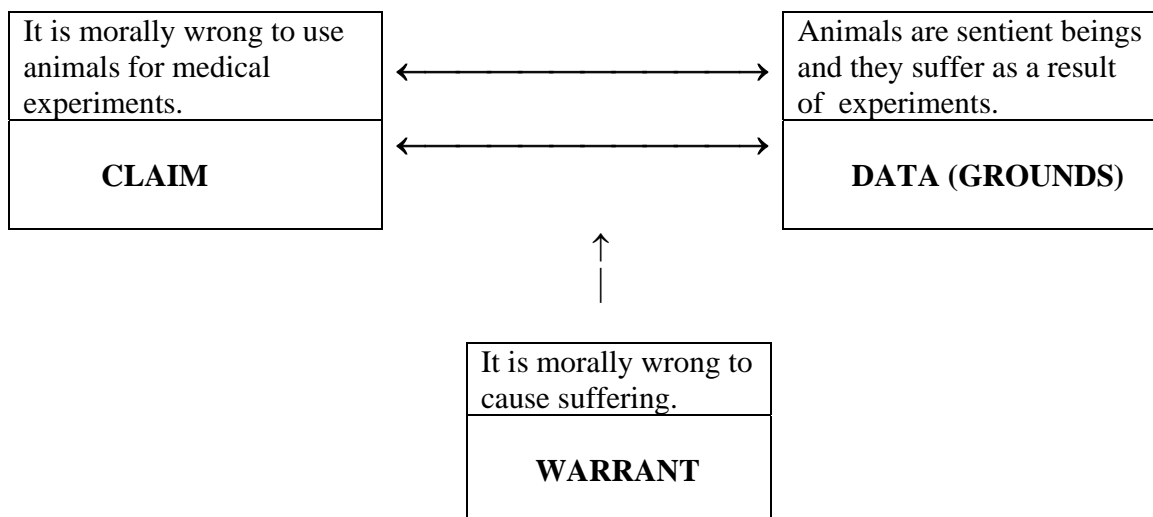 It is morally wrong to use
animals for medical
experiments.
CLAIM
Animals are sentient beings
and they suffer as a result
of experiments.
DATA (GROUNDS)
It is morally wrong to
cause suffering.
WARRANT